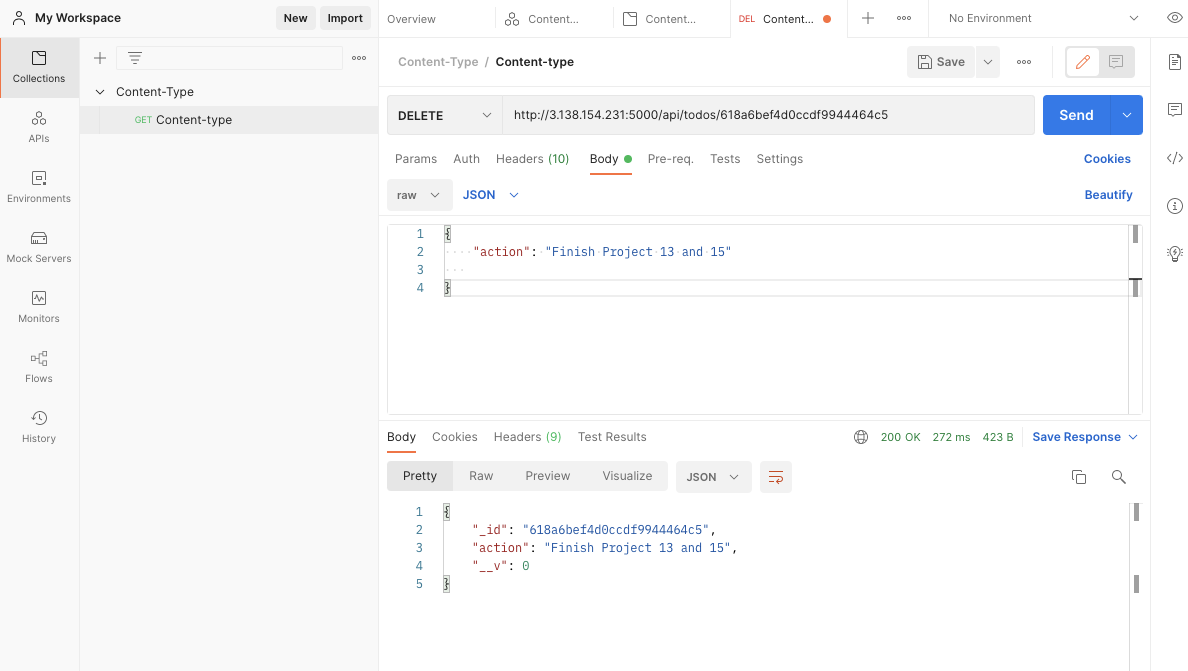 My Workspace New Import Overview Content... Content... DEL Content... No Environment
Collections
APIs
Environments
Mock Servers
Monitors
Flows
History
Content-Type
GET Content-type
Content-Type / Content-type Save
DELETE http://3.138.154.231:5000/api/todos/618a6bef4d0ccdf9944464c5 Send
Params Auth Headers (10) Body Pre-req. Tests Settings Cookies
raw JSON Beautify
1 {
2 "action": "Finish Project 13 and 15"
3
4 }
Body Cookies Headers (9) Test Results 200 OK 272 ms 423 B Save Response
Pretty Raw Preview Visualize JSON
1 {
2 "_id": "618a6bef4d0ccdf9944464c5",
3 "action": "Finish Project 13 and 15",
4 "__v": 0
5 }